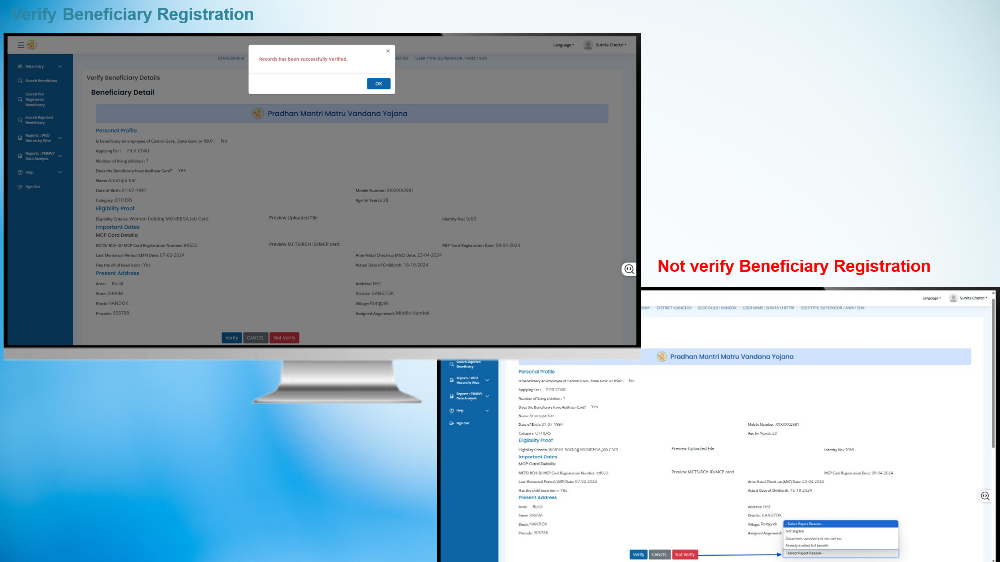 Verify Beneficiary Registration
Language
Sunita Chettri
Records has been successfully Verified.
OK
STATE:SIKKIM
HETTRI USER TYPE :SUPERVISOR / ANM / SHN
Data Entry
Search Beneficiary
Search Pre-
Registered
Beneficiary
Search Rejected
Beneficiary
Reports : WCD
Hierarchy Wise
Reports : PMMVY
Data Analysis
Help
Sign Out
Verify Beneficiary Details
Beneficiary Detail
Pradhan Mantri Matru Vandana Yojana
Personal Profile
Is beneficiary an employee of Central Govt., State Govt. or PSU? : No
Applying For : First Child
Number of living children : 1
Does the Beneficiary have Aadhaar Card? Yes
Name Anurupa Kar
Date of Birth: 01-07-1997 Mobile Number: XXXXXX2981
Category: OTHERS Age (in Years): 28
Eligibility Proof
Eligibility Criteria: Women holding MGNREGA Job Card Preview Uploaded File Identity No.: te63
Important Dates
MCP Card Details:
MCTS/ RCH ID/ MCP Card Registration Number: ed653 Preview MCTS/RCH ID/MCP card MCP Card Registration Date: 09-04-2024
Last Menstrual Period (LMP) Date: 07-02-2024 Ante-Natal Check-up (ANC) Date: 23-04-2024
Has the child been born : Yes Actual Date of Childbirth: 16-10-2024
Present Address
Area: Rural Address: test
State: SIKKIM District: GANGTOK
Block: NANDOK Village: Rongyek
Pincode: 905788 Assigned Anganwadi: Middle Nandok
Verify CANCEL Not Verify
Not verify Beneficiary Registration
Language
Sunita Chettri
DISTRICT :GANGTOK BLOCK/ULB : NANDOK USER NAME : SUNITA CHETTRI USER TYPE :SUPERVISOR / ANM / SHN
Pradhan Mantri Matru Vandana Yojana
Search Rejected
Beneficiary
Reports : WCD
Hierarchy Wise
Reports : PMMVY
Data Analysis
Help
Sign Out
Personal Profile
Is beneficiary an employee of Central Govt., State Govt. or PSU? : No
Applying For : First Child
Number of living children : 1
Does the Beneficiary have Aadhaar Card? Yes
Name Anurupa Kar
Date of Birth: 01-07-1997 Mobile Number: XXXXXX2981
Category: OTHERS Age (in Years): 28
Eligibility Proof
Eligibility Criteria: Women holding MGNREGA Job Card Preview Uploaded File Identity No.: te63
Important Dates
MCP Card Details:
MCTS/ RCH ID/ MCP Card Registration Number: ed653 Preview MCTS/RCH ID/MCP card MCP Card Registration Date: 09-04-2024
Last Menstrual Period (LMP) Date: 07-02-2024 Ante-Natal Check-up (ANC) Date: 23-04-2024
Has the child been born : Yes Actual Date of Childbirth: 16-10-2024
Present Address
Area: Rural Address: test
State: SIKKIM District: GANGTOK
Block: NANDOK Village: Rongyek
Pincode: 905788 Assigned Anganwadi:
--Select Reject Reason--
Not eligible
Document uploded are not correct
Already availed full benefit
--Select Reject Reason--
Verify CANCEL Not Verify